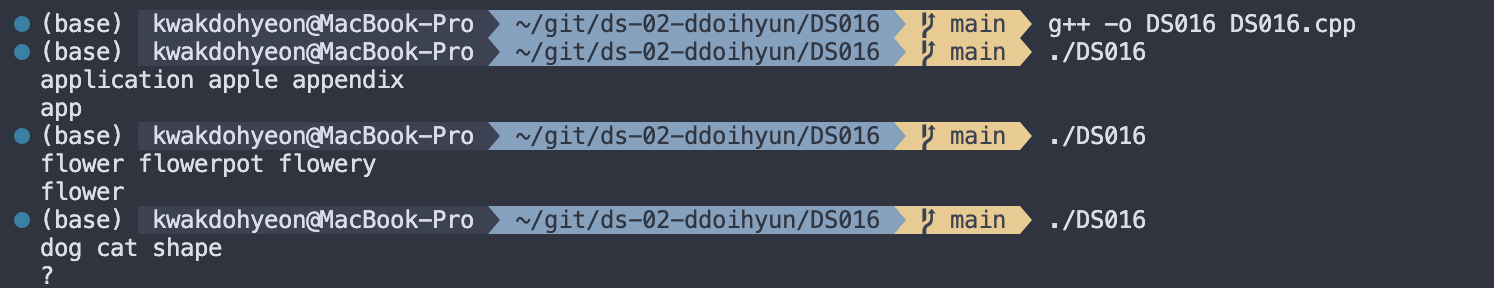 (base) kwakdohyeon@MacBook-Pro ~/git/ds-02-ddoihyun/DS016 main g++ -o DS016 DS016.cpp
(base) kwakdohyeon@MacBook-Pro ~/git/ds-02-ddoihyun/DS016 main ./DS016
application apple appendix
app
(base) kwakdohyeon@MacBook-Pro ~/git/ds-02-ddoihyun/DS016 main ./DS016
flower flowerpot flowery
flower
(base) kwakdohyeon@MacBook-Pro ~/git/ds-02-ddoihyun/DS016 main ./DS016
dog cat shape
?